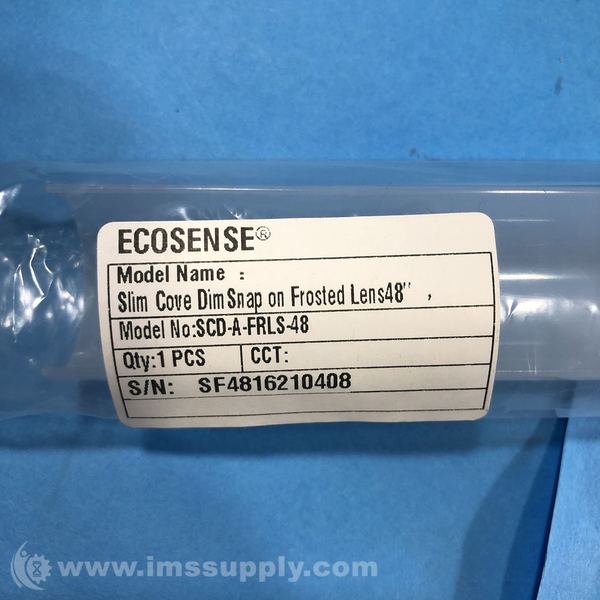 ECOSENSE®
Model Name :
Slim Cove Dim Snap on Frosted Lens48'' ,
Model No:SCD-A-FRLS-48
Qty:1 PCS CCT:
S/N: SF4816210408
www.imssupply.com